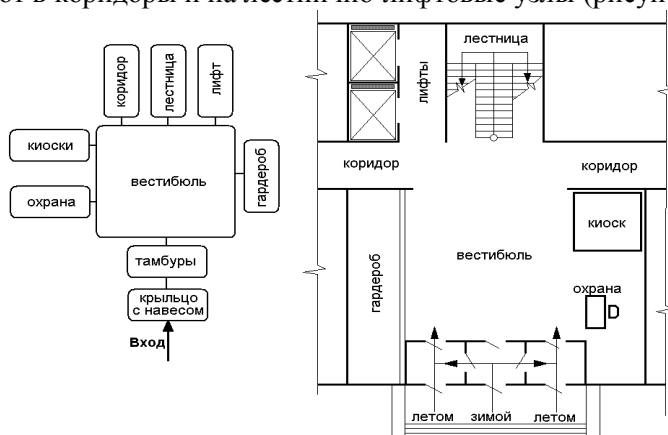 от в коридоры и на лестнично-лифтовые узлы (рисун
коридор
лестница
лифт
киоски
охрана
вестибюль
гардероб
тамбуры
крыльцо
с навесом
Вход
лестница
лифты
коридор
коридор
киоск
вестибюль
гардероб
охрана
летом
зимой
летом